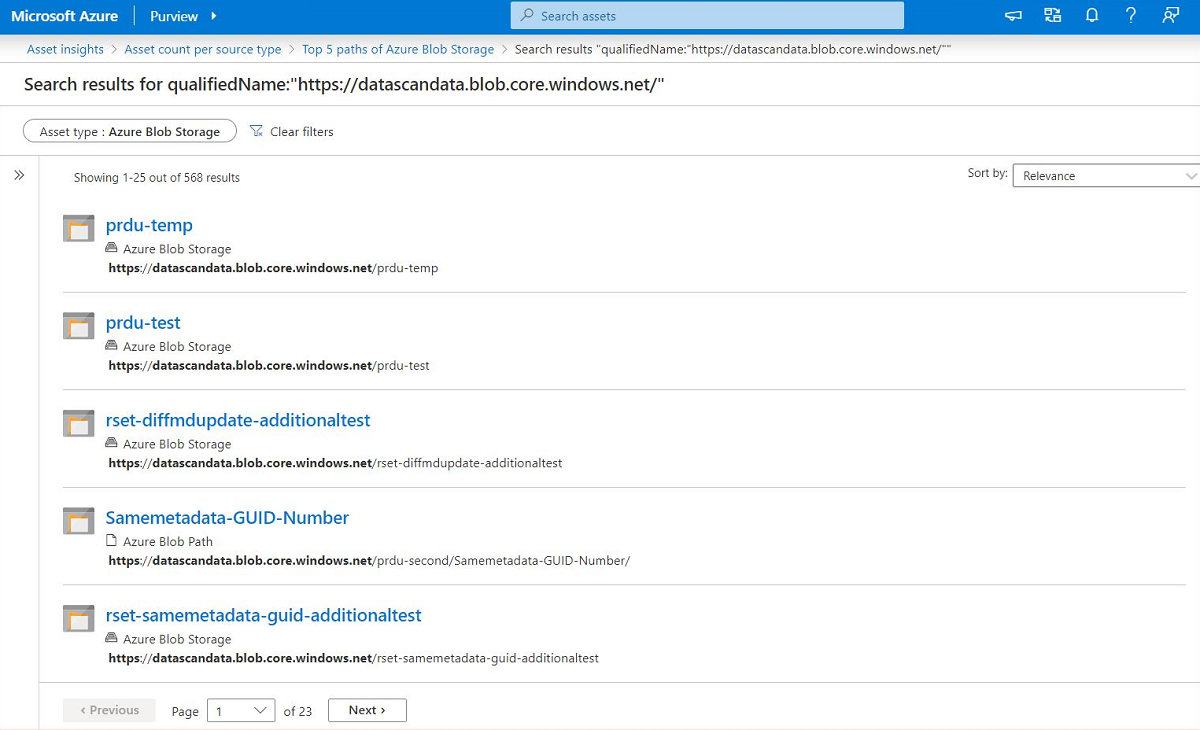 Microsoft Azure Purview Search assets
Asset insights > Asset count per source type > Top 5 paths of Azure Blob Storage > Search results "qualifiedName:"https://datascandata.blob.core.windows.net/""
Search results for qualifiedName:"https://datascandata.blob.core.windows.net/"
Asset type : Azure Blob Storage Clear filters
Showing 1-25 out of 568 results Sort by: Relevance
prdu-temp
Azure Blob Storage
https://datascandata.blob.core.windows.net/prdu-temp
prdu-test
Azure Blob Storage
https://datascandata.blob.core.windows.net/prdu-test
rset-diffmdupdate-additionaltest
Azure Blob Storage
https://datascandata.blob.core.windows.net/rset-diffmdupdate-additionaltest
Samemetadata-GUID-Number
Azure Blob Path
https://datascandata.blob.core.windows.net/prdu-second/Samemetadata-GUID-Number/
rset-samemetadata-guid-additionaltest
Azure Blob Storage
https://datascandata.blob.core.windows.net/rset-samemetadata-guid-additionaltest
‹ Previous Page 1 of 23 Next ›